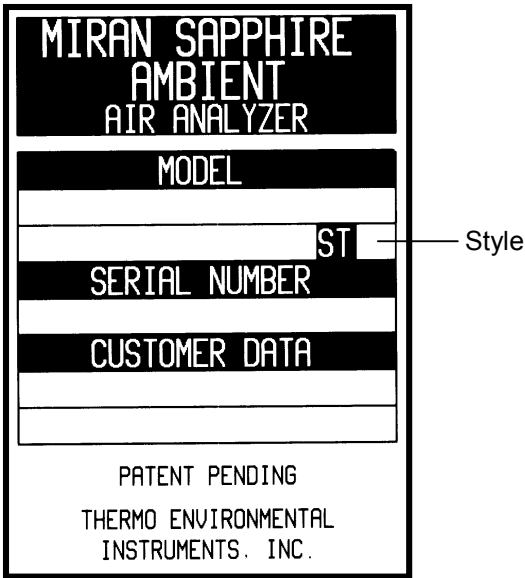 MIRAN SAPPHIRE
AMBIENT
AIR ANALYZER
MODEL
ST Style
SERIAL NUMBER
CUSTOMER DATA
PATENT PENDING
THERMO ENVIRONMENTAL
INSTRUMENTS, INC.